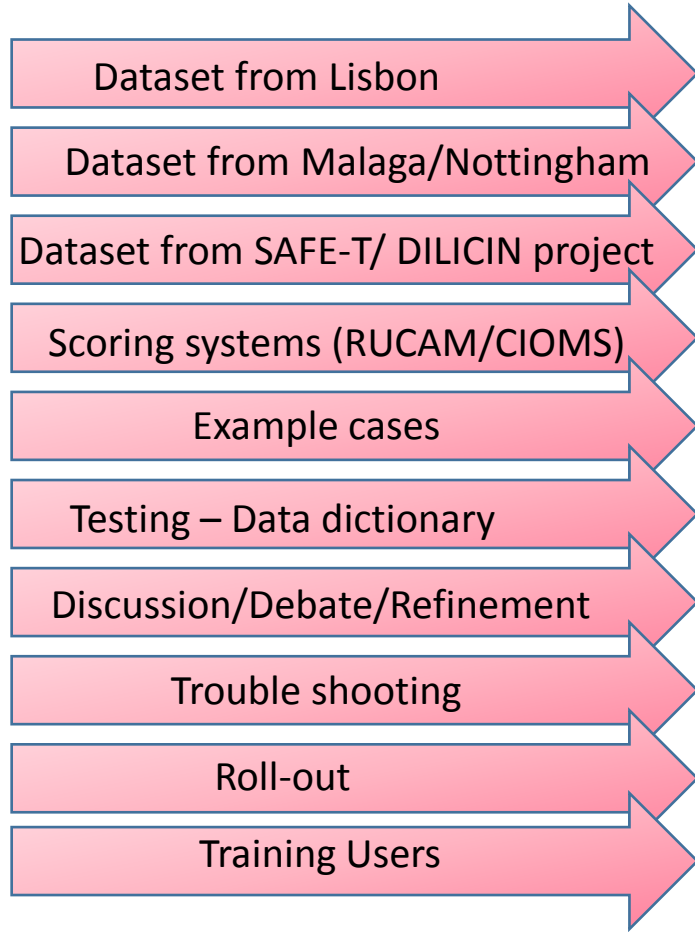 Dataset from Lisbon
Dataset from Malaga/Nottingham
Dataset from SAFE-T/ DILICIN project
Scoring systems (RUCAM/CIOMS)
Example cases
Testing – Data dictionary
Discussion/Debate/Refinement
Trouble shooting
Roll-out
Training Users